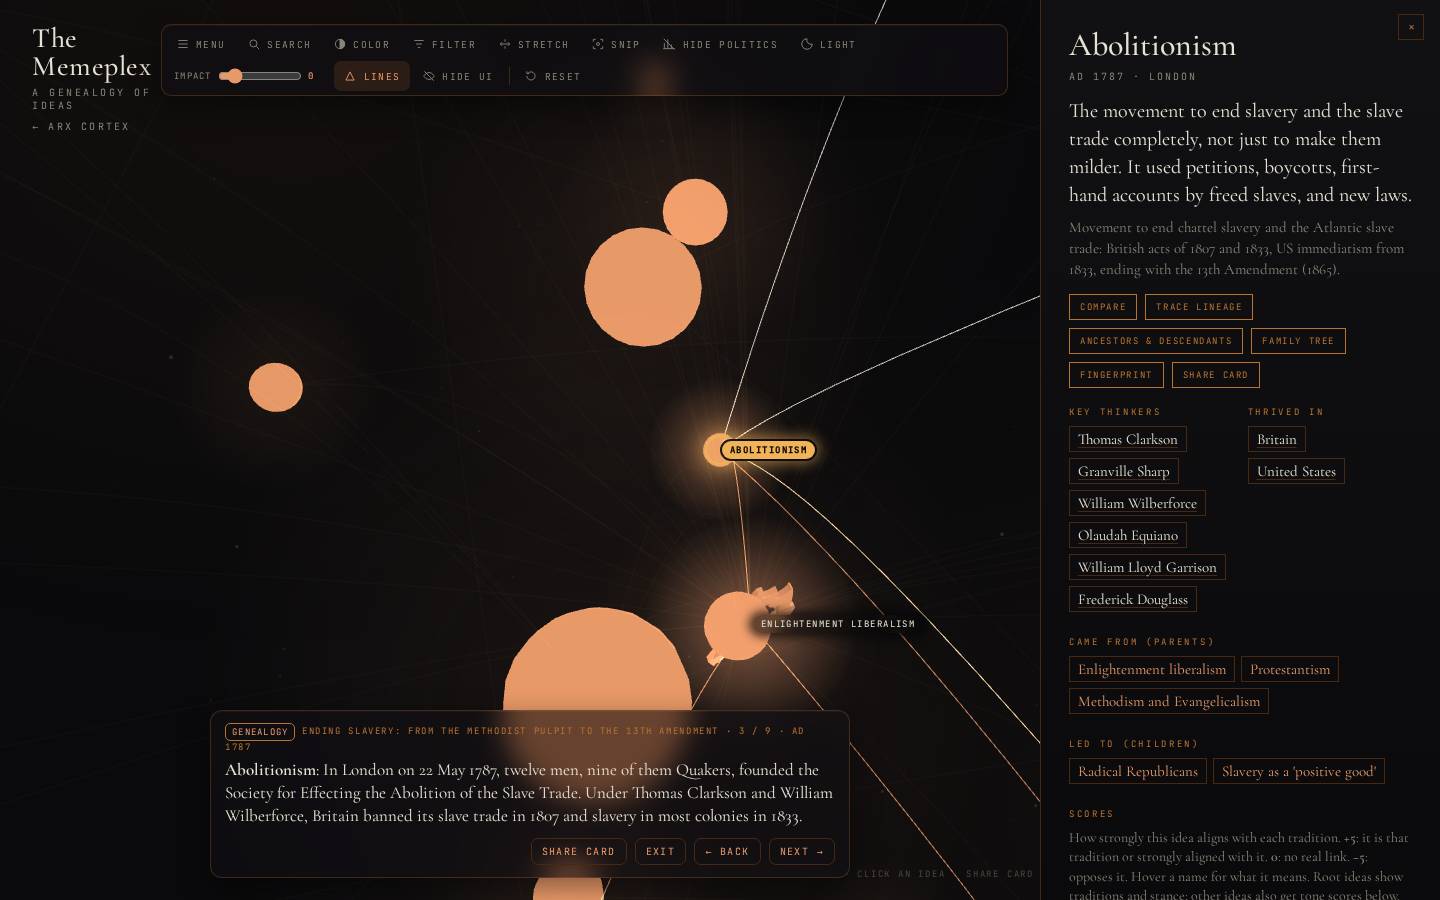 The
Memeplex
A GENEALOGY OF
IDEAS
← ARX CORTEX
MENU SEARCH COLOR FILTER STRETCH SNIP HIDE POLITICS LIGHT
IMPACT 0 LINES HIDE UI RESET
ABOLITIONISM
ENLIGHTENMENT LIBERALISM
GENEALOGY ENDING SLAVERY: FROM THE METHODIST PULPIT TO THE 13TH AMENDMENT · 3 / 9 · AD
1787
Abolitionism: In London on 22 May 1787, twelve men, nine of them Quakers, founded the
Society for Effecting the Abolition of the Slave Trade. Under Thomas Clarkson and William
Wilberforce, Britain banned its slave trade in 1807 and slavery in most colonies in 1833.
SHARE CARD EXIT ← BACK NEXT →
CLICK AN IDEA SHARE CARD
×
Abolitionism
AD 1787 · LONDON
The movement to end slavery and the slave
trade completely, not just to make them
milder. It used petitions, boycotts, first-
hand accounts by freed slaves, and new laws.
Movement to end chattel slavery and the Atlantic slave
trade: British acts of 1807 and 1833, US immediatism from
1833, ending with the 13th Amendment (1865).
COMPARE TRACE LINEAGE
ANCESTORS & DESCENDANTS FAMILY TREE
FINGERPRINT SHARE CARD
KEY THINKERS THRIVED IN
Thomas Clarkson Britain
Granville Sharp United States
William Wilberforce
Olaudah Equiano
William Lloyd Garrison
Frederick Douglass
CAME FROM (PARENTS)
Enlightenment liberalism Protestantism
Methodism and Evangelicalism
LED TO (CHILDREN)
Radical Republicans Slavery as a 'positive good'
SCORES
How strongly this idea aligns with each tradition. +5: it is that
tradition or strongly aligned with it. 0: no real link. −5:
opposes it. Hover a name for what it means. Root ideas show
traditions and stance; other ideas also get tone scores below.